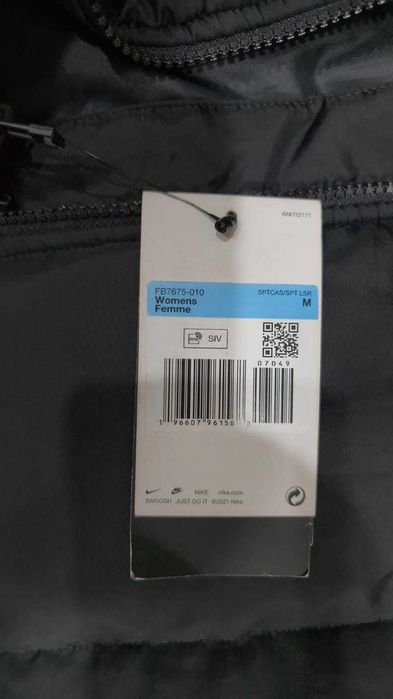 IM#722171
FB7675-010 SPTCAS/SPT LSR
Womens M
Femme
SIV
07049
1 96607 96156
NIKE nike.com
SWOOSH JUST DO IT ©2021 Nike